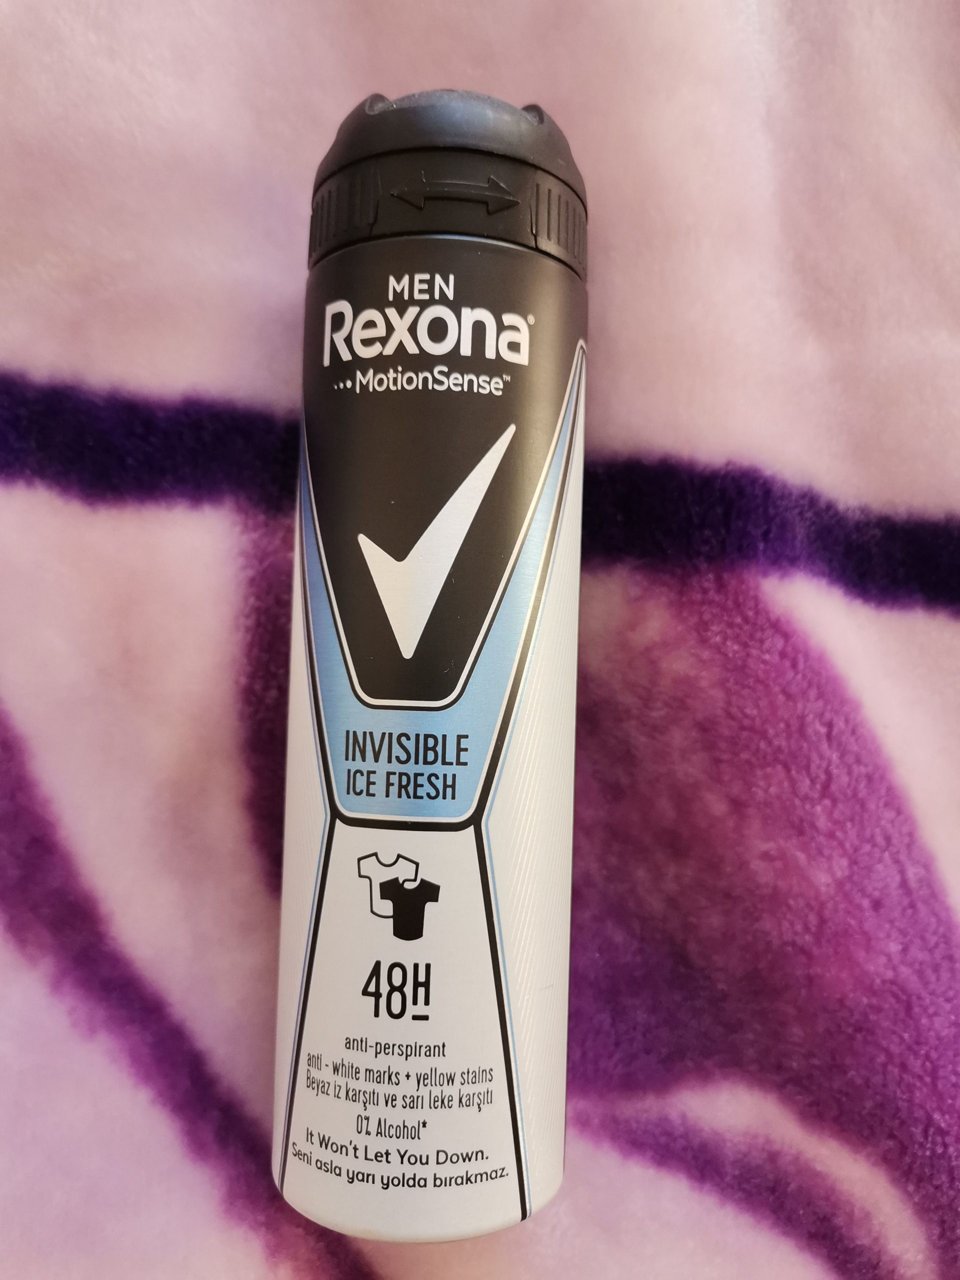 MEN
Rexona®
...MotionSense™
INVISIBLE
ICE FRESH
48H
anti-perspirant
anti - white marks + yellow stains
Beyaz iz karşıtı ve sarı leke karşıtı
0% Alcohol*
It Won't Let You Down.
Seni asla yarı yolda bırakmaz.